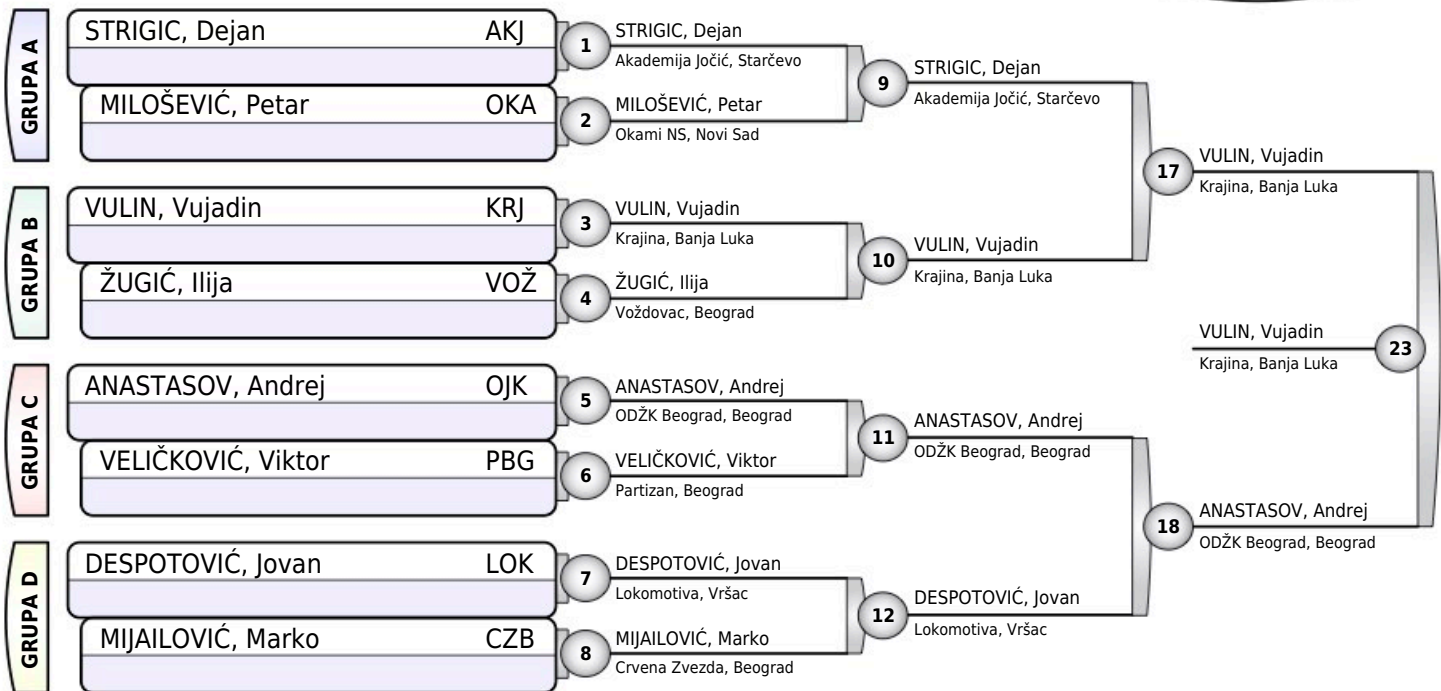 GRUPA A
STRIGIC, Dejan AKJ
MILOŠEVIĆ, Petar OKA
1
STRIGIC, Dejan
Akademija Jočić, Starčevo
2
MILOŠEVIĆ, Petar
Okami NS, Novi Sad
9
STRIGIC, Dejan
Akademija Jočić, Starčevo
GRUPA B
VULIN, Vujadin KRJ
ŽUGIĆ, Ilija VOŽ
3
VULIN, Vujadin
Krajina, Banja Luka
4
ŽUGIĆ, Ilija
Voždovac, Beograd
10
VULIN, Vujadin
Krajina, Banja Luka
17
VULIN, Vujadin
Krajina, Banja Luka
GRUPA C
ANASTASOV, Andrej OJK
VELIČKOVIĆ, Viktor PBG
5
ANASTASOV, Andrej
ODŽK Beograd, Beograd
6
VELIČKOVIĆ, Viktor
Partizan, Beograd
11
ANASTASOV, Andrej
ODŽK Beograd, Beograd
GRUPA D
DESPOTOVIĆ, Jovan LOK
MIJAILOVIĆ, Marko CZB
7
DESPOTOVIĆ, Jovan
Lokomotiva, Vršac
8
MIJAILOVIĆ, Marko
Crvena Zvezda, Beograd
12
DESPOTOVIĆ, Jovan
Lokomotiva, Vršac
18
ANASTASOV, Andrej
ODŽK Beograd, Beograd
VULIN, Vujadin
Krajina, Banja Luka
23